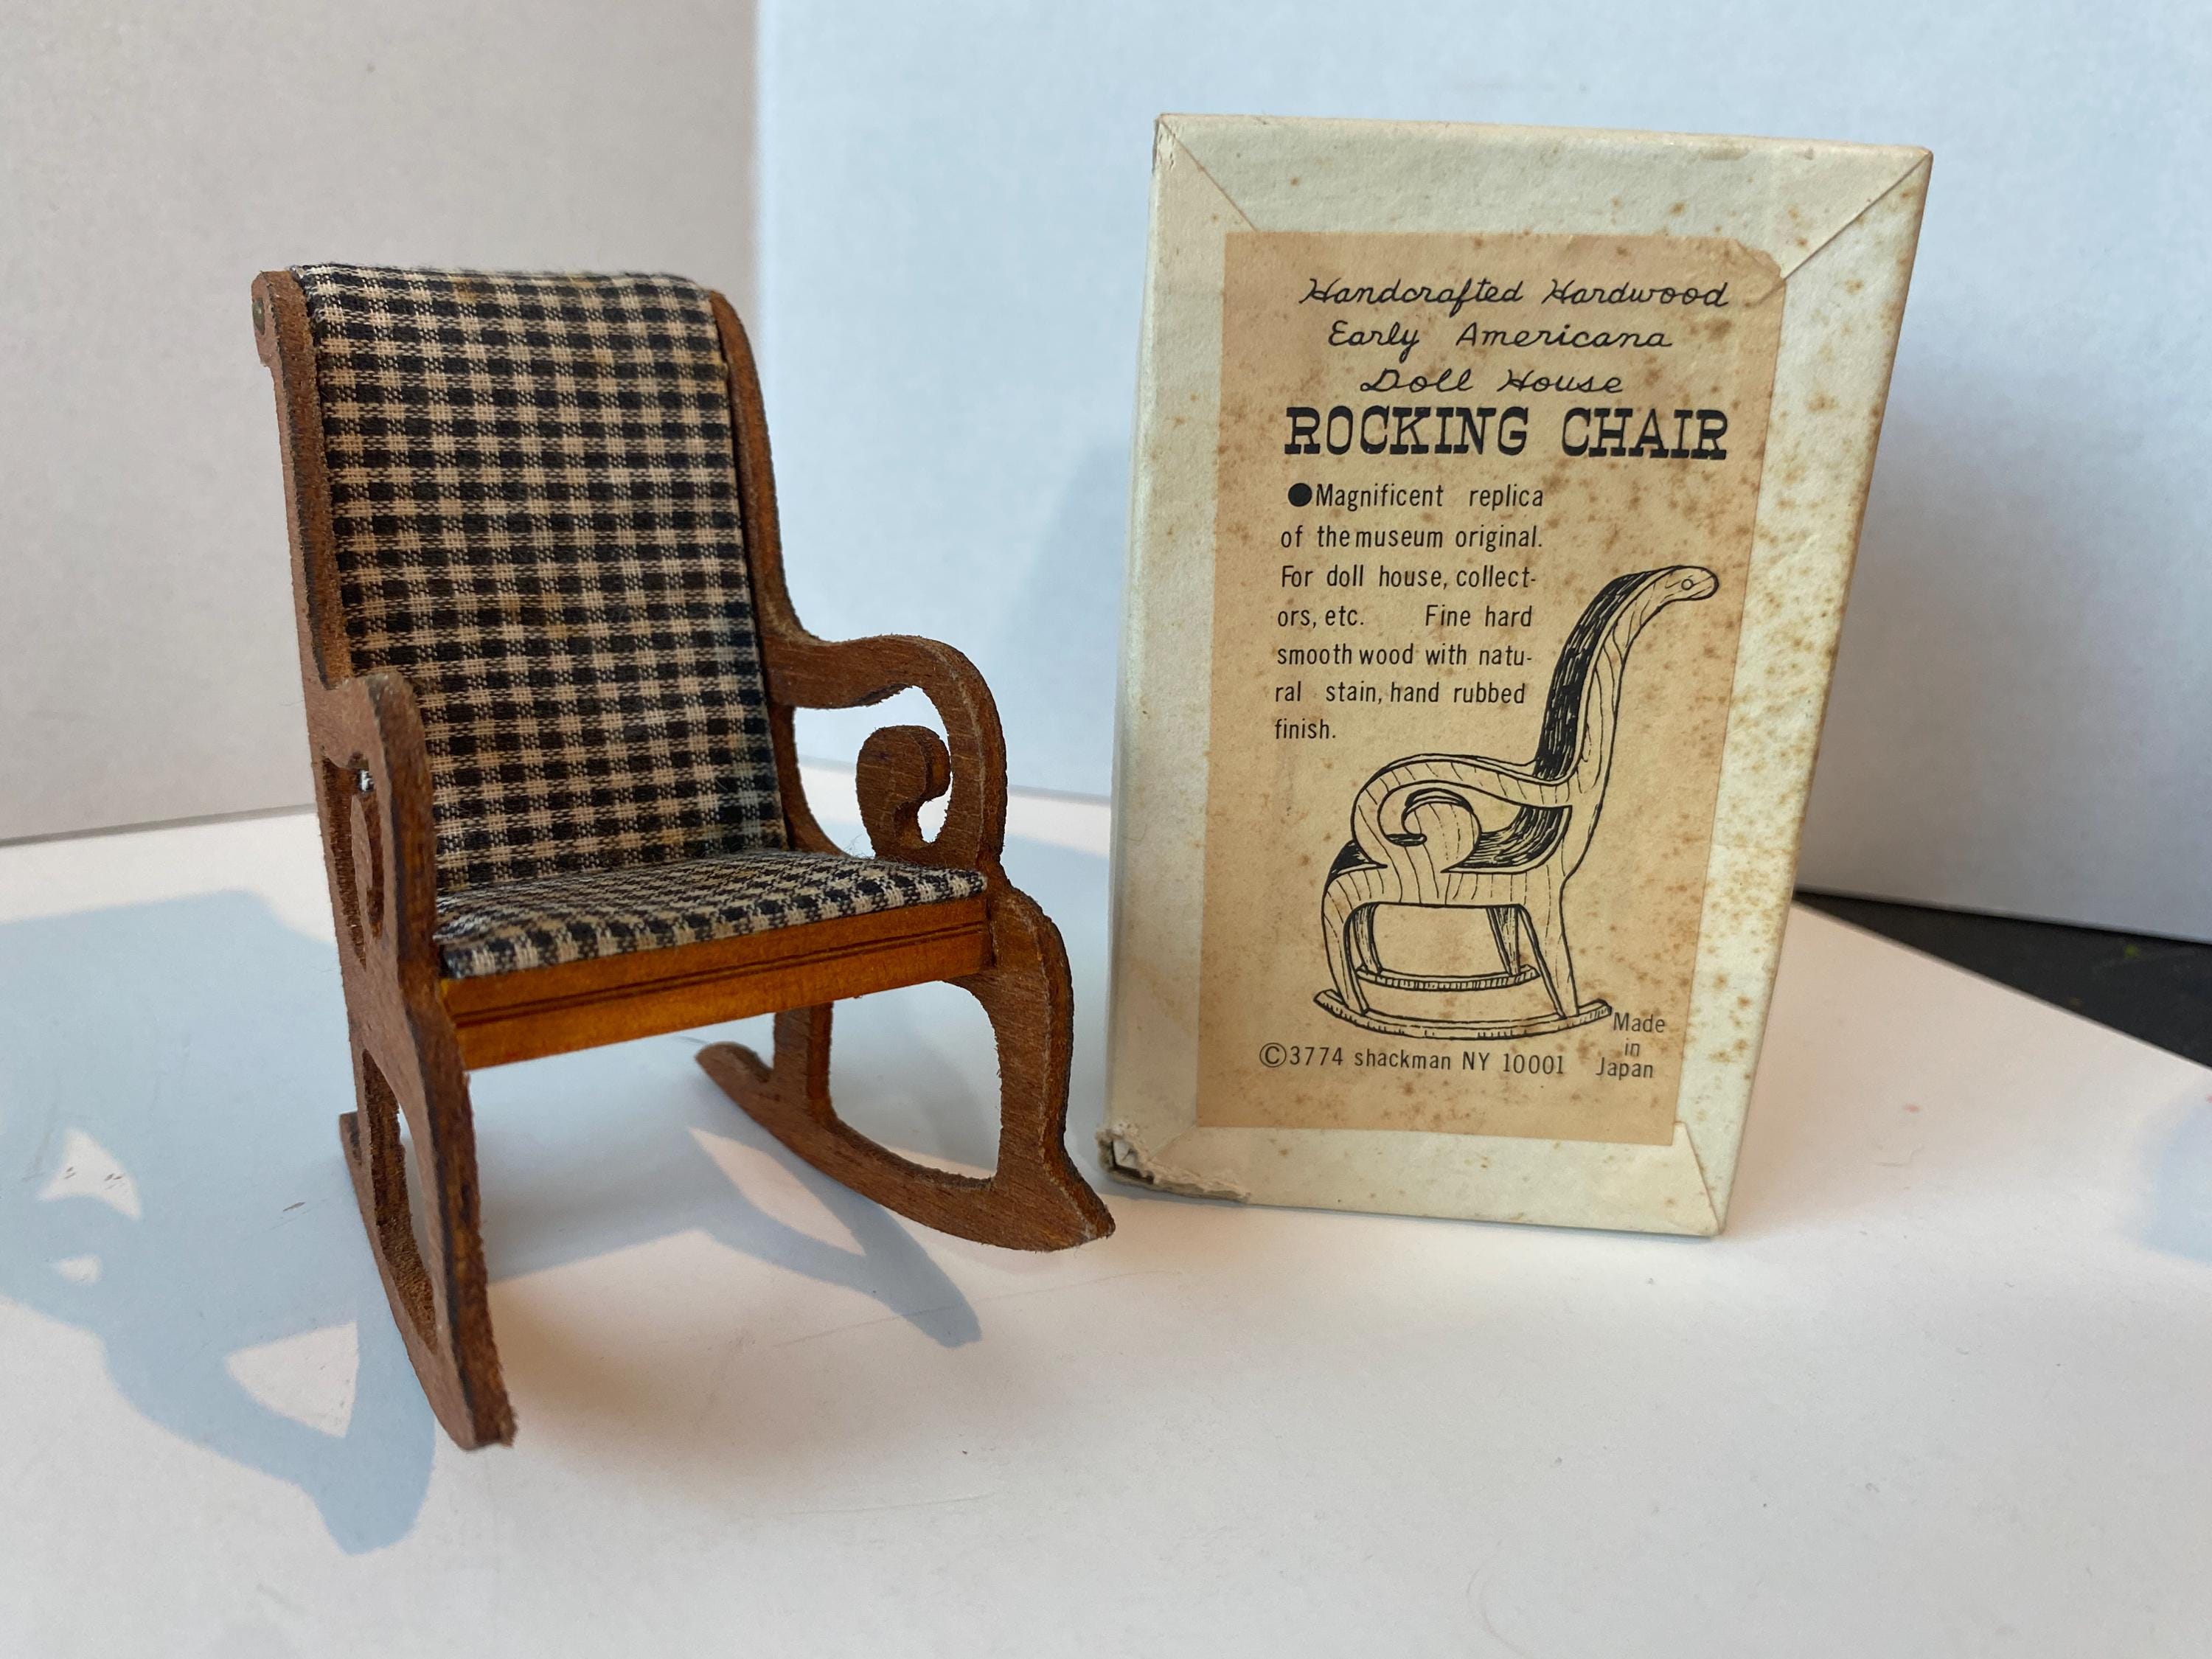 Handcrafted Hardwood
Early Americana
Doll House
ROCKING CHAIR
●Magnificent replica
of the museum original.
For doll house, collect-
ors, etc. Fine hard
smooth wood with natu-
ral stain, hand rubbed
finish.
Made
in
Japan
©3774 shackman NY 10001